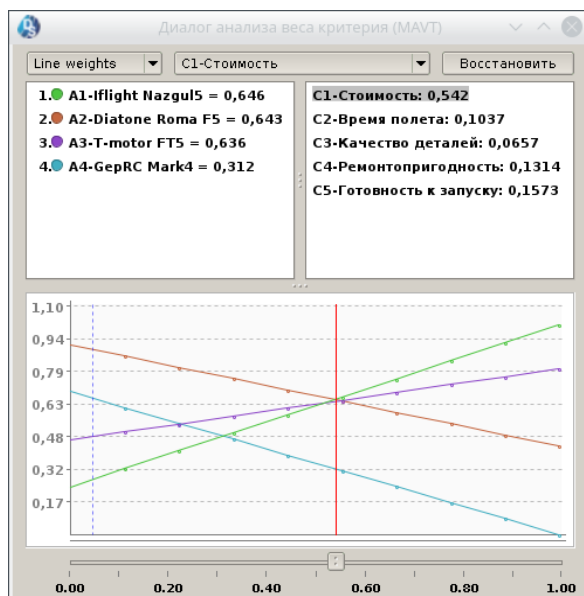 Диалог анализа веса критерия (MAVT)
Line weights
C1-Стоимость
Восстановить
1. A1-Iflight Nazgul5 = 0,646
2. A2-Diatone Roma F5 = 0,643
3. A3-T-motor FT5 = 0,636
4. A4-GepRC Mark4 = 0,312
C1-Стоимость: 0,542
C2-Время полета: 0,1037
C3-Качество деталей: 0,0657
C4-Ремонтопригодность: 0,1314
C5-Готовность к запуску: 0,1573
1,10
0,94
0,79
0,63
0,48
0,32
0,17
0.00 0.20 0.40 0.60 0.80 1.00